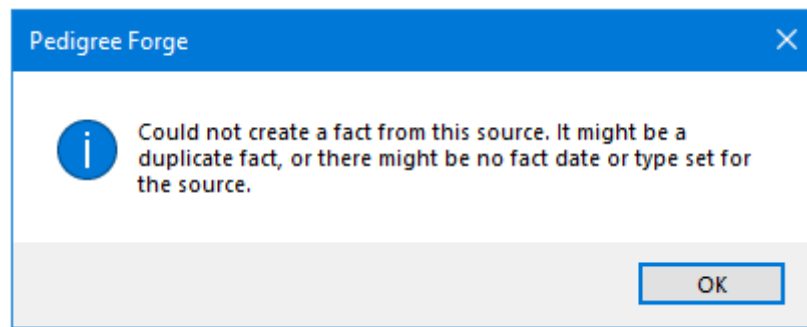 Pedigree Forge
Could not create a fact from this source. It might be a
duplicate fact, or there might be no fact date or type set for
the source.
OK